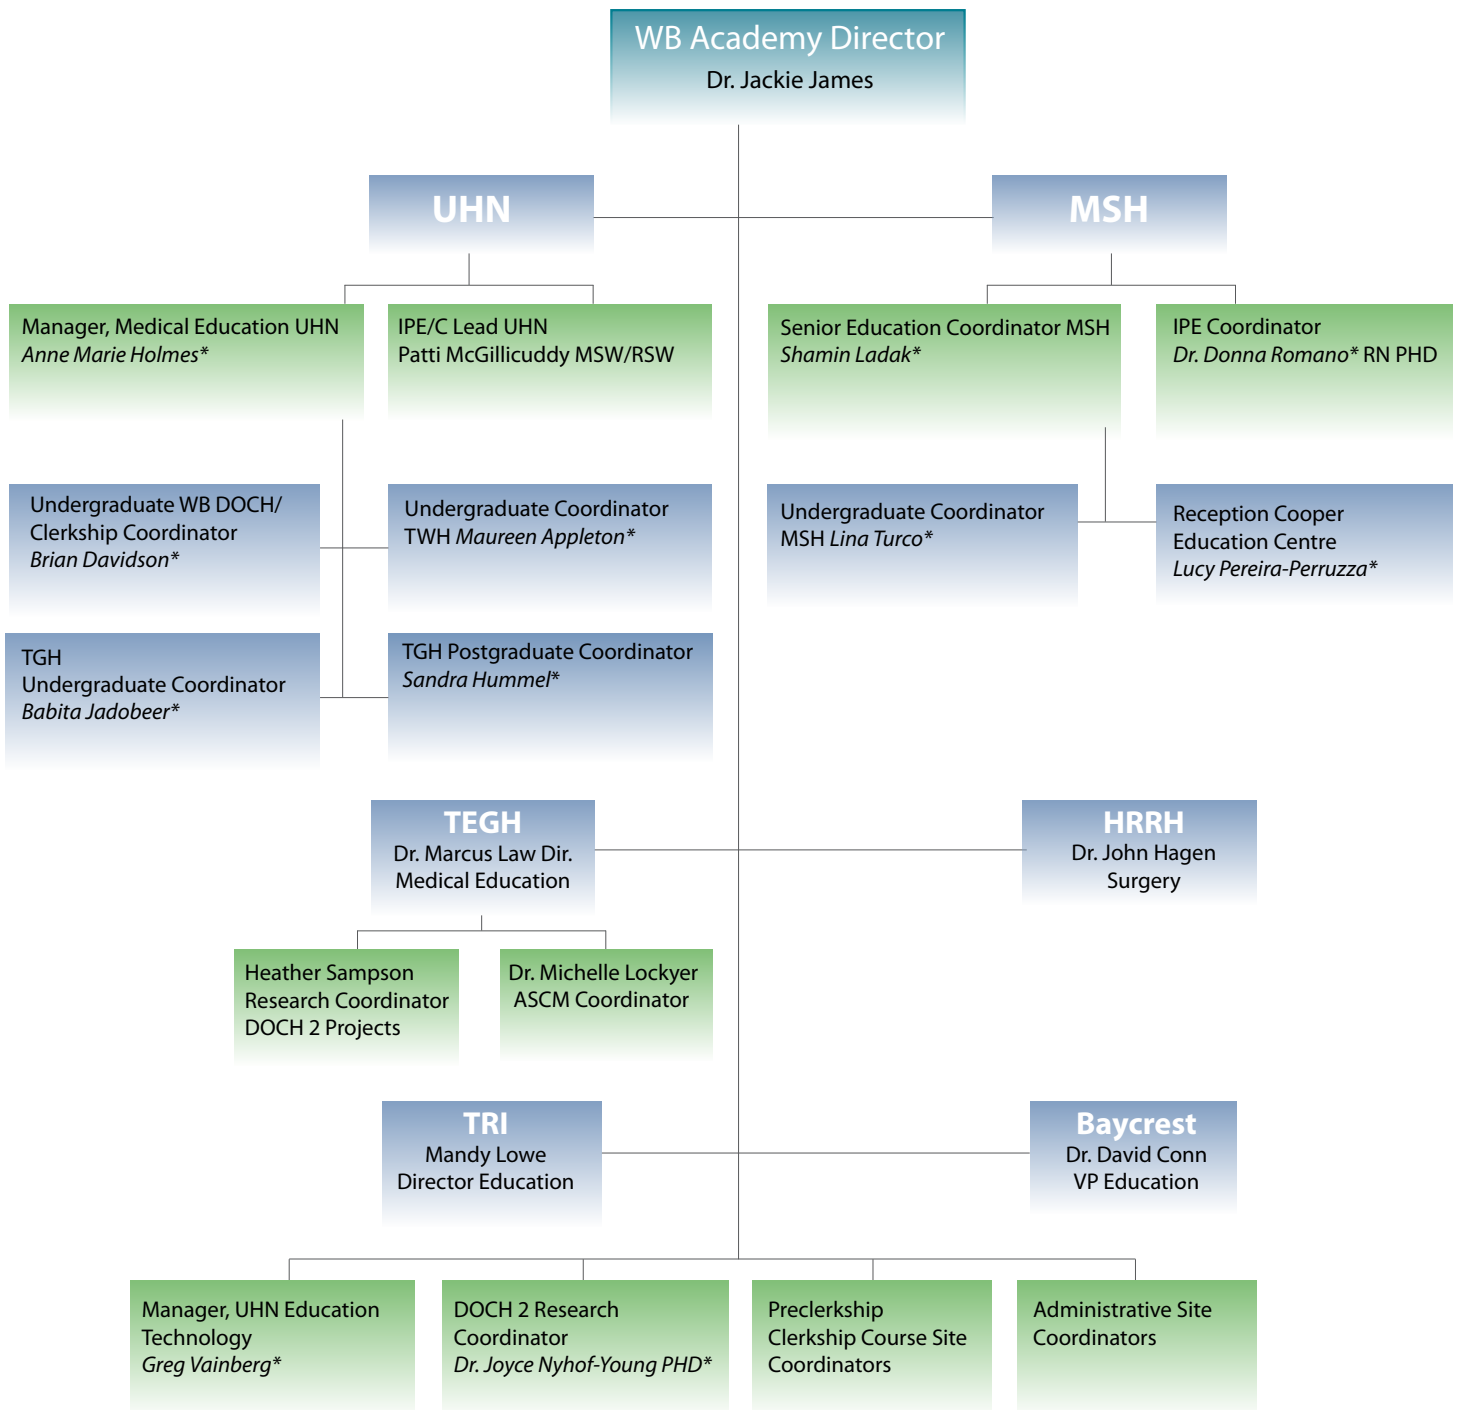 WB Academy Director
Dr. Jackie James
UHN
MSH
Manager, Medical Education UHN
Anne Marie Holmes*
IPE/C Lead UHN
Patti McGillicuddy MSW/RSW
Senior Education Coordinator MSH
Shamin Ladak*
IPE Coordinator
Dr. Donna Romano* RN PHD
Undergraduate WB DOCH/
Clerkship Coordinator
Brian Davidson*
Undergraduate Coordinator
TWH Maureen Appleton*
Undergraduate Coordinator
MSH Lina Turco*
Reception Cooper
Education Centre
Lucy Pereira-Perruzza*
TGH
Undergraduate Coordinator
Babita Jadobeer*
TGH Postgraduate Coordinator
Sandra Hummel*
TEGH
Dr. Marcus Law Dir.
Medical Education
HRRH
Dr. John Hagen
Surgery
Heather Sampson
Research Coordinator
DOCH 2 Projects
Dr. Michelle Lockyer
ASCM Coordinator
TRI
Mandy Lowe
Director Education
Baycrest
Dr. David Conn
VP Education
Manager, UHN Education
Technology
Greg Vainberg*
DOCH 2 Research
Coordinator
Dr. Joyce Nyhof-Young PHD*
Preclerkship
Clerkship Course Site
Coordinators
Administrative Site
Coordinators